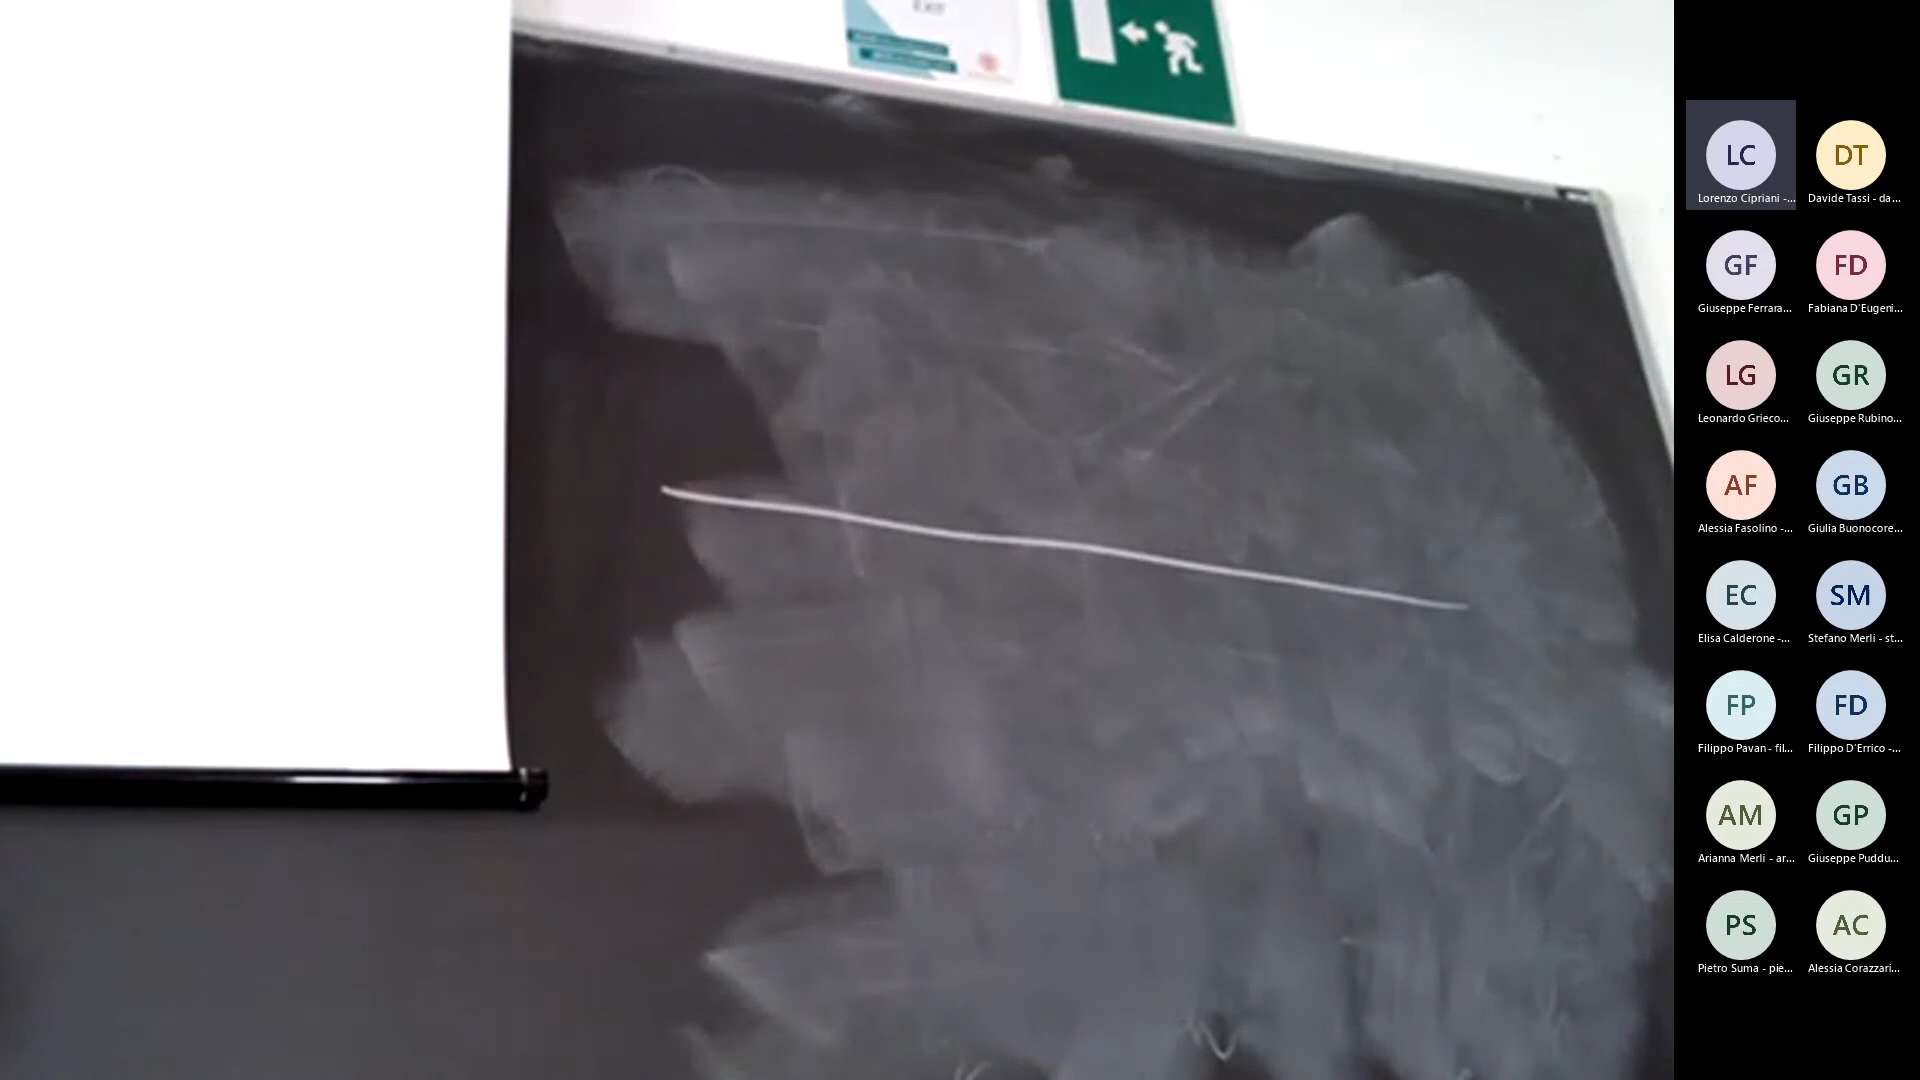 Exit
LC
Lorenzo Cipriani -...
DT
Davide Tassi - da...
GF
Giuseppe Ferrara...
FD
Fabiana D'Eugeni...
LG
Leonardo Grieco...
GR
Giuseppe Rubino...
AF
Alessia Fasolino -...
GB
Giulia Buonocore...
EC
Elisa Calderone -...
SM
Stefano Merli - st...
FP
Filippo Pavan - fil...
FD
Filippo D'Errico -...
AM
Arianna Merli - ar...
GP
Giuseppe Puddu...
PS
Pietro Suma - pie...
AC
Alessia Corazzari...